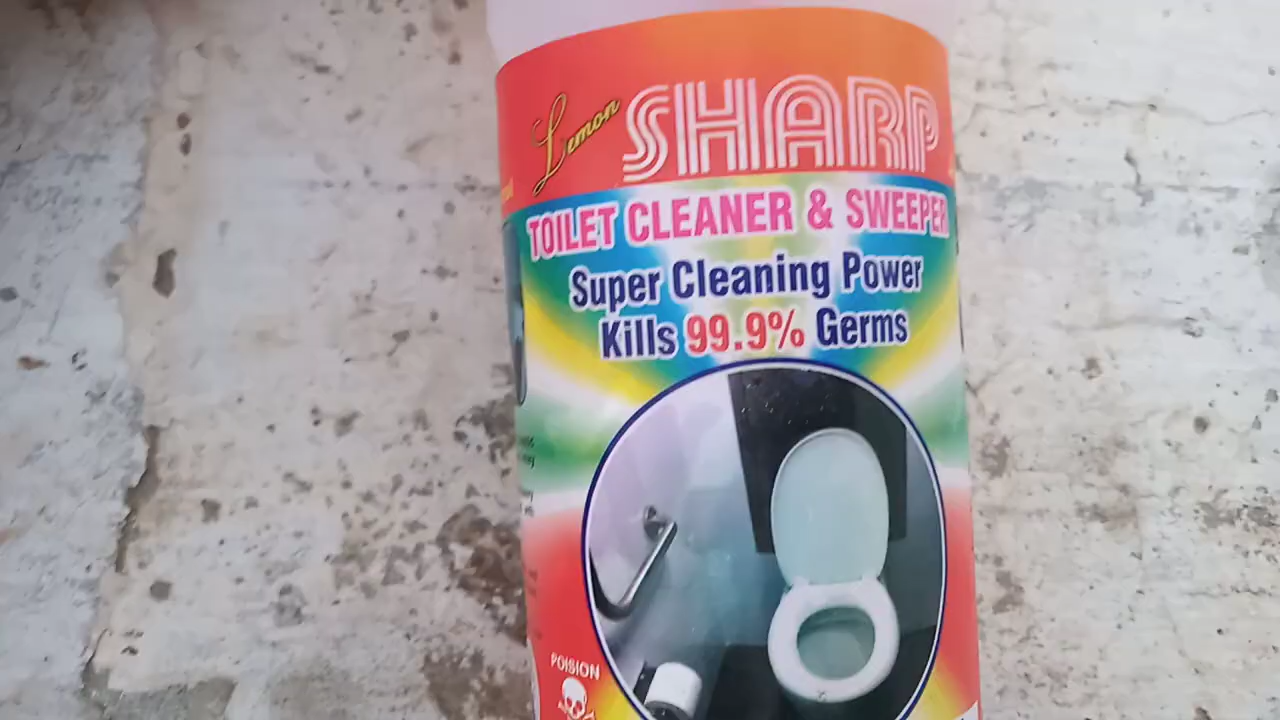 Lemon SHARP
TOILET CLEANER & SWEEPER
Super Cleaning Power
Kills 99.9% Germs
POISION